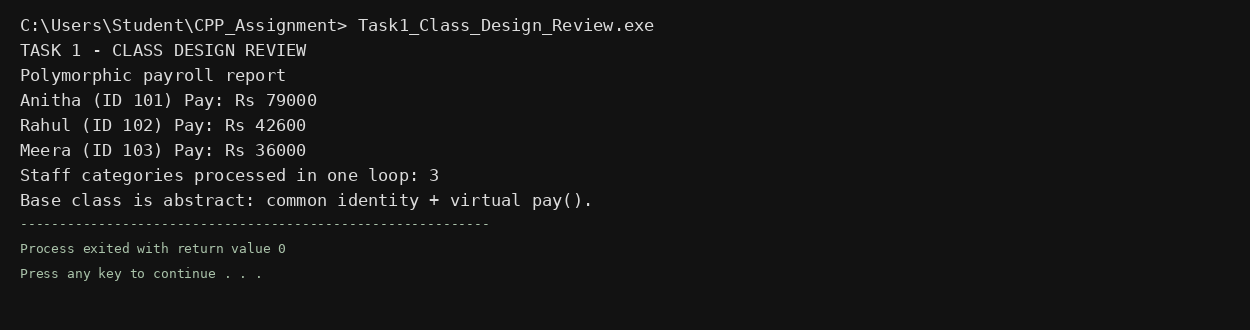 C:\Users\Student\CPP_Assignment> Task1_Class_Design_Review.exe
TASK 1 - CLASS DESIGN REVIEW
Polymorphic payroll report
Anitha (ID 101) Pay: Rs 79000
Rahul (ID 102) Pay: Rs 42600
Meera (ID 103) Pay: Rs 36000
Staff categories processed in one loop: 3
Base class is abstract: common identity + virtual pay().
------------------------------------------------------------
Process exited with return value 0
Press any key to continue . . .